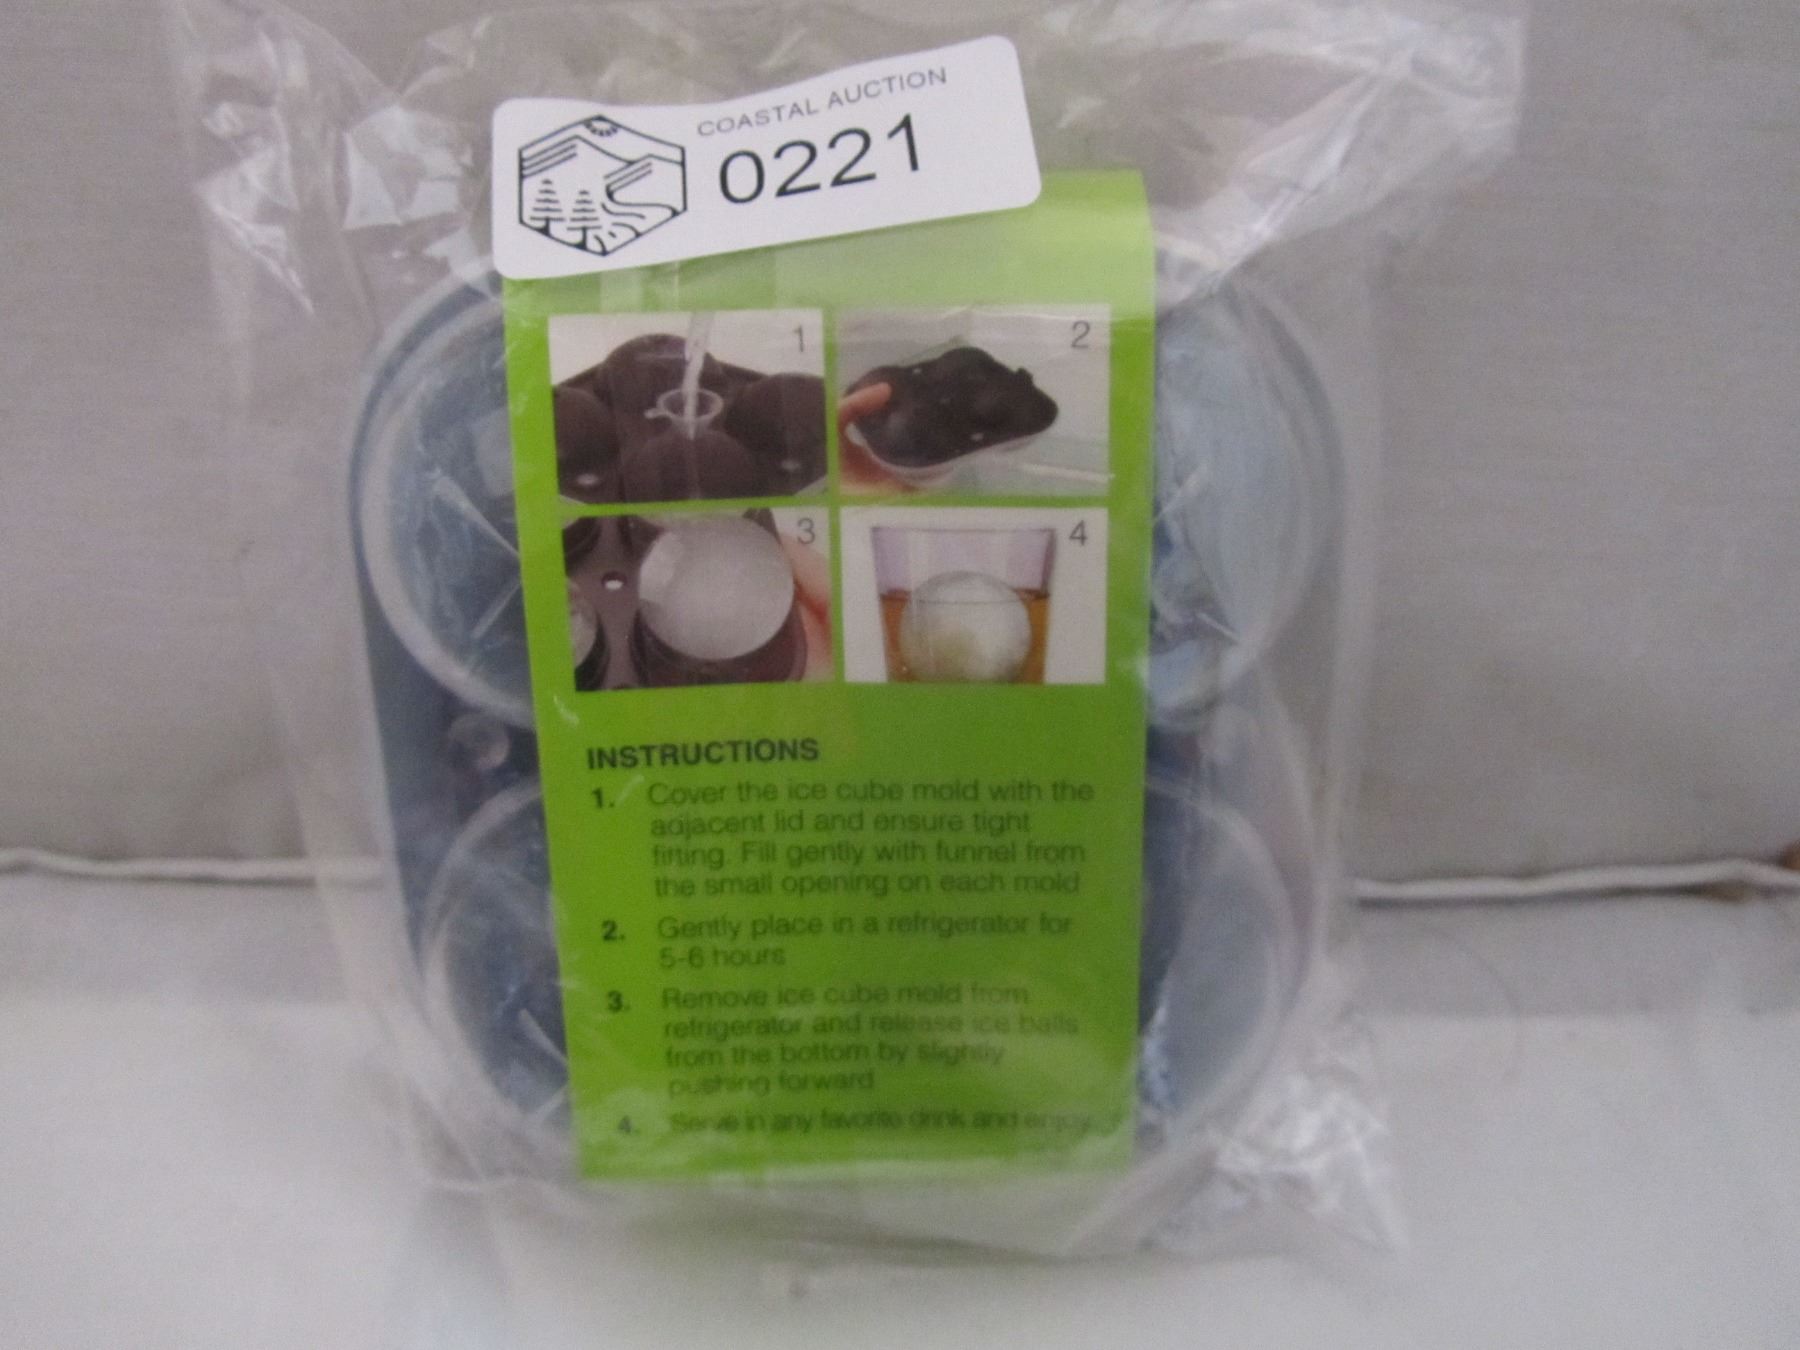 COASTAL AUCTION
0221
1
2
3
4
INSTRUCTIONS
1. Cover the ice cube mold with the
adjacent lid and ensure tight
fitting. Fill gently with funnel from
the small opening on each mold
2. Gently place in a refrigerator for
5-6 hours
3. Remove ice cube mold from
refrigerator and release ice balls
from the bottom by slightly
pushing forward
4. Serve in any favorite drink and enjoy